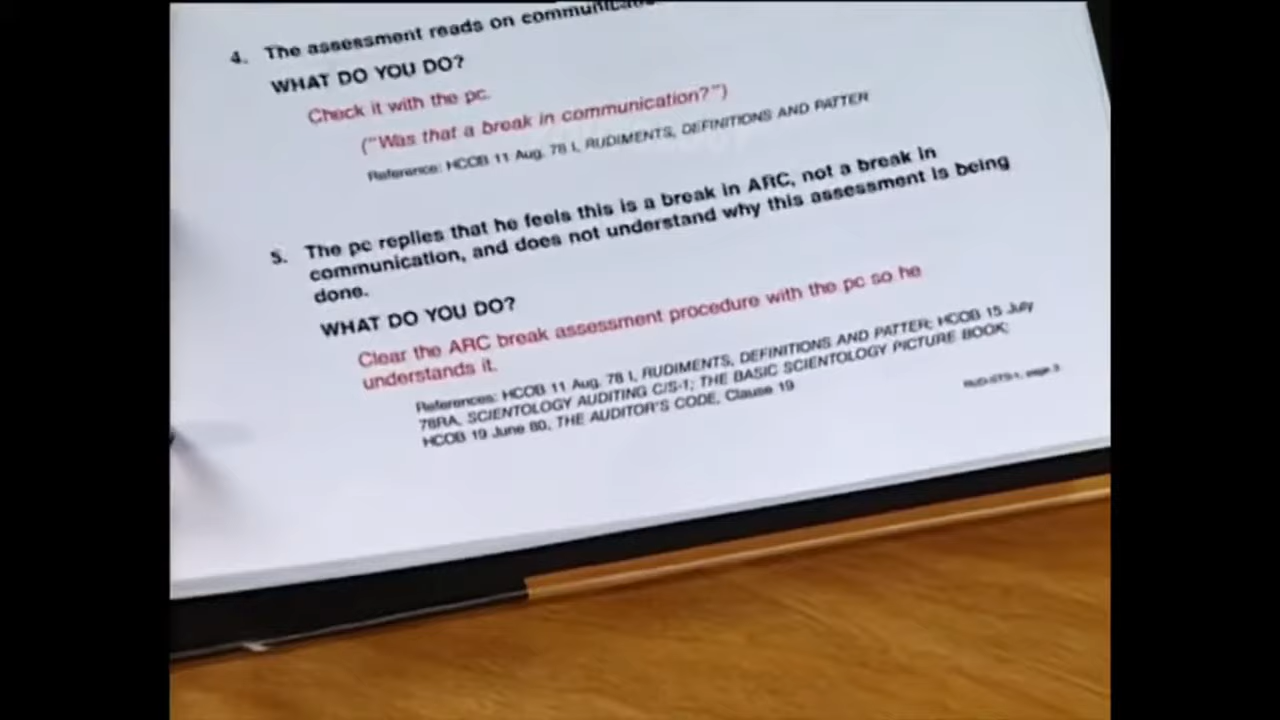 4. The assessment reads on
WHAT DO YOU DO?
Check it with the pc.
("Was that a break in communication?")
Reference: HCOB 11 Aug. 78 I, RUDIMENTS, DEFINITIONS AND PATTER
5. The pc replies that he feels this is a break in ARC, not a break in
communication, and does not understand why this assessment is being
done.
WHAT DO YOU DO?
Clear the ARC break assessment procedure with the pc so he
understands it.
References: HCOB 11 Aug. 78 I, RUDIMENTS, DEFINITIONS AND PATTER; HCOB 15 July
78RA, SCIENTOLOGY AUDITING C/S-1; THE BASIC SCIENTOLOGY PICTURE BOOK;
HCOB 19 June 80, THE AUDITOR'S CODE, Clause 19
page 3